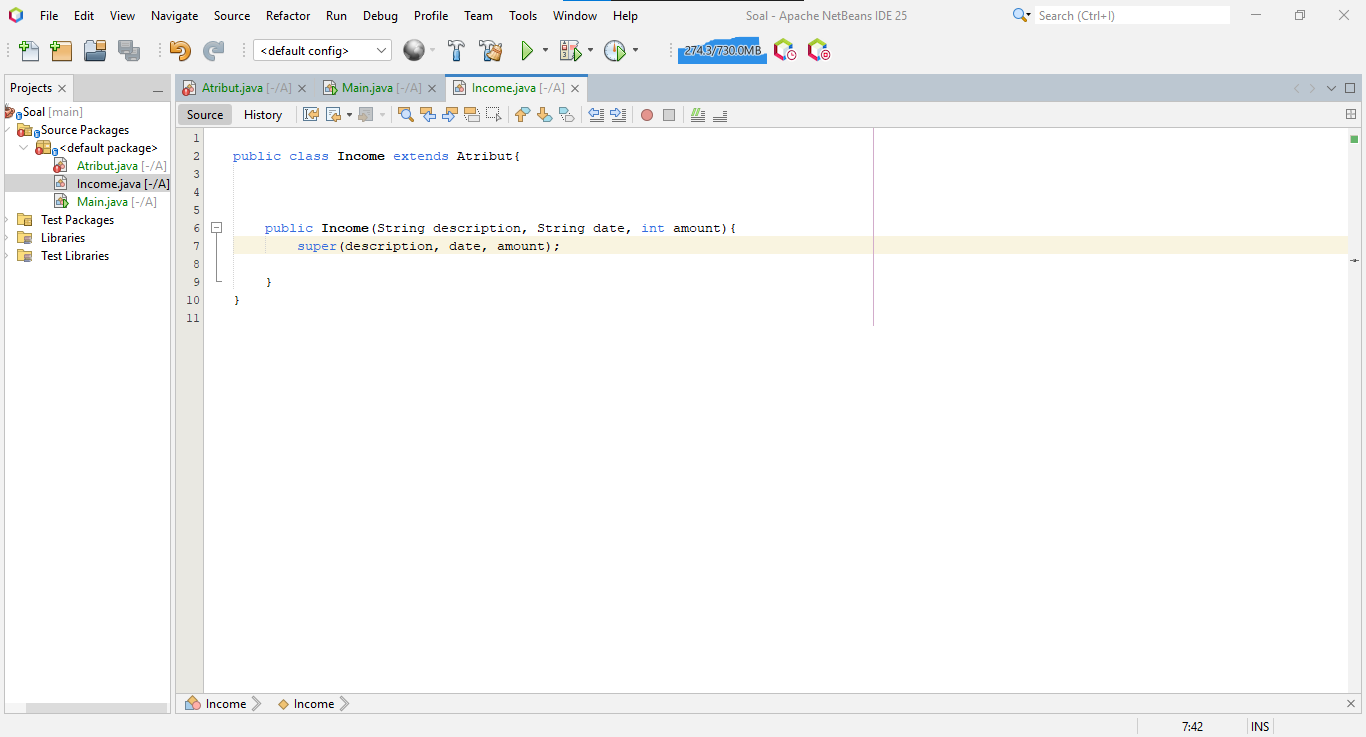 File Edit View Navigate Source Refactor Run Debug Profile Team Tools Window Help
Soal - Apache NetBeans IDE 25
Search (Ctrl+I)
<default config>
274.3/730.0MB
Projects
Atribut.java [-/A]
Main.java [-/A]
Income.java [-/A]
Source History
Soal [main]
Source Packages
<default package>
Atribut.java [-/A]
Income.java [-/A]
Main.java [-/A]
Test Packages
Libraries
Test Libraries
1
2 public class Income extends Atribut{
3
4
5
6 public Income(String description, String date, int amount){
7 super(description, date, amount);
8
9 }
10 }
11
Income Income
7:42 INS